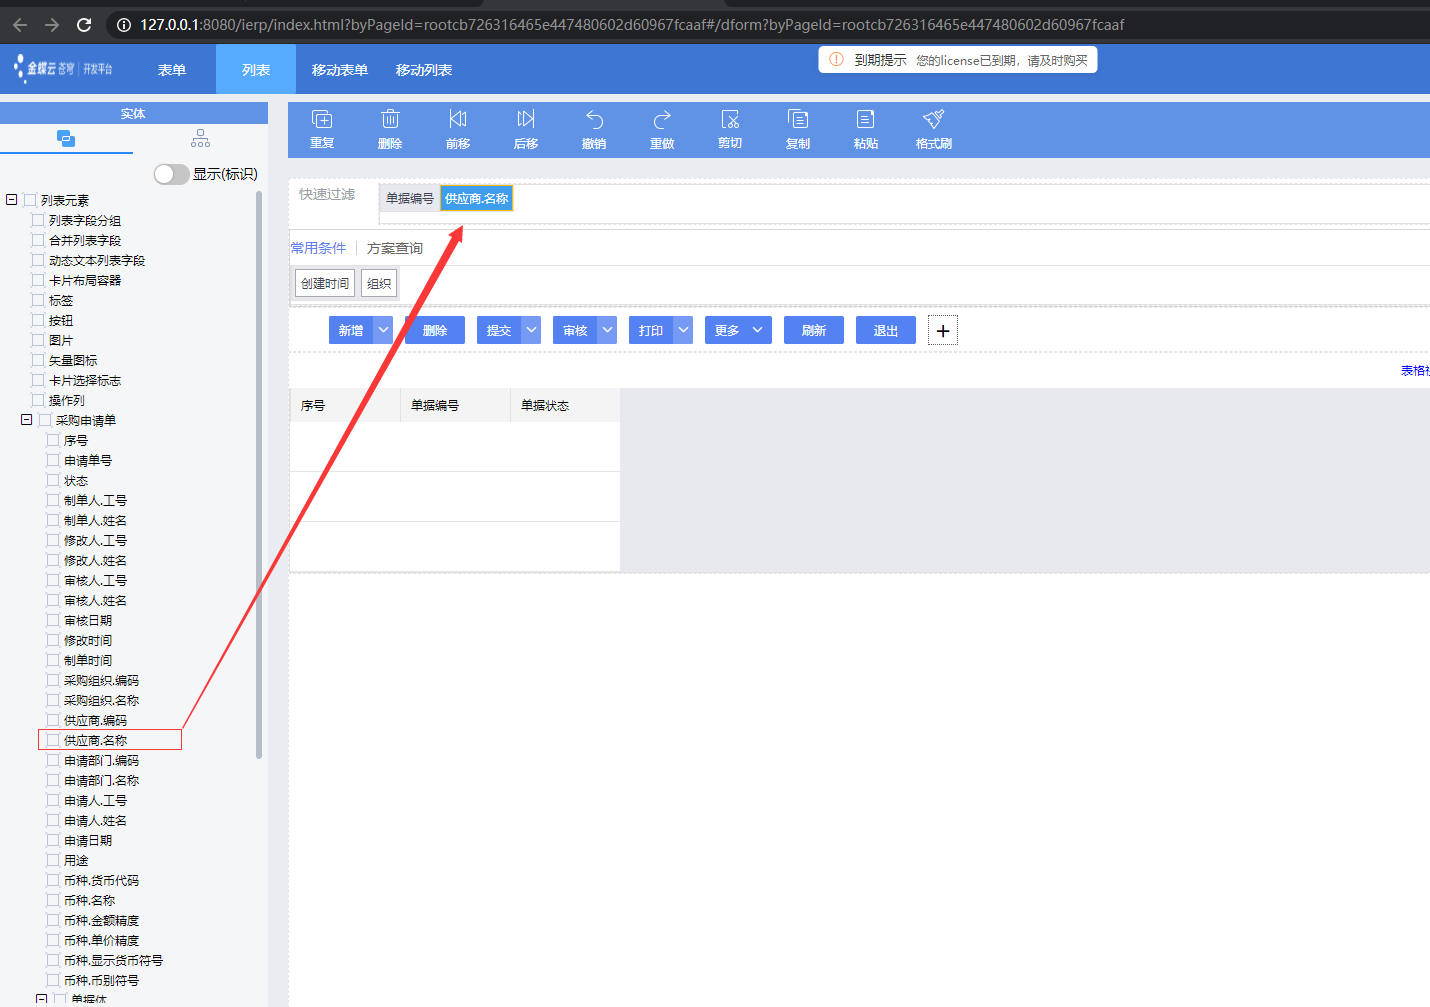 127.0.0.1:8080/ierp/index.html?byPageId=rootcb726316465e447480602d60967fcaaf#/dform?byPageId=rootcb726316465e447480602d60967fcaaf
金蝶云 苍穹 | 开发平台
表单
列表
移动表单
移动列表
到期提示 您的license已到期，请及时购买
实体
显示(标识)
列表元素
列表字段分组
合并列表字段
动态文本列表字段
卡片布局容器
标签
按钮
图片
矢量图标
卡片选择标志
操作列
采购申请单
序号
申请单号
状态
制单人.工号
制单人.姓名
修改人.工号
修改人.姓名
审核人.工号
审核人.姓名
审核日期
修改时间
制单时间
采购组织.编码
采购组织.名称
供应商.编码
供应商.名称
申请部门.编码
申请部门.名称
申请人.工号
申请人.姓名
申请日期
用途
币种.货币代码
币种.名称
币种.金额精度
币种.单价精度
币种.显示货币符号
币种.币别符号
单据体
重复
删除
前移
后移
撤销
重做
剪切
复制
粘贴
格式刷
快速过滤
单据编号
供应商.名称
常用条件
方案查询
创建时间
组织
新增
删除
提交
审核
打印
更多
刷新
退出
表格
序号
单据编号
单据状态